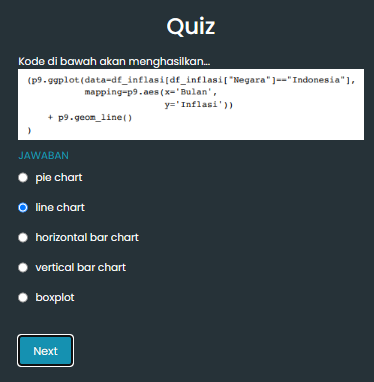 Quiz
Kode di bawah akan menghasilkan...
(p9.ggplot(data=df_inflasi[df_inflasi["Negara"]=="Indonesia"],
mapping=p9.aes(x='Bulan',
y='Inflasi'))
+ p9.geom_line()
)
JAWABAN
pie chart
line chart
horizontal bar chart
vertical bar chart
boxplot
Next